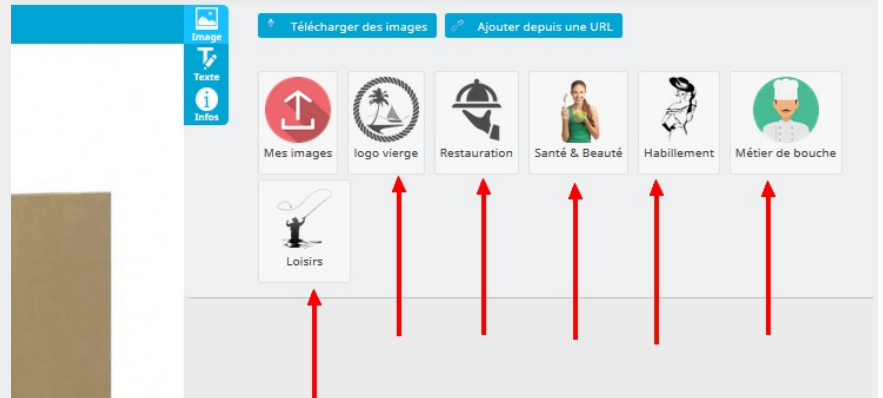 Image
Texte
Infos
Télécharger des images
Ajouter depuis une URL
Mes images
logo vierge
Restauration
Santé & Beauté
Habillement
Métier de bouche
Loisirs